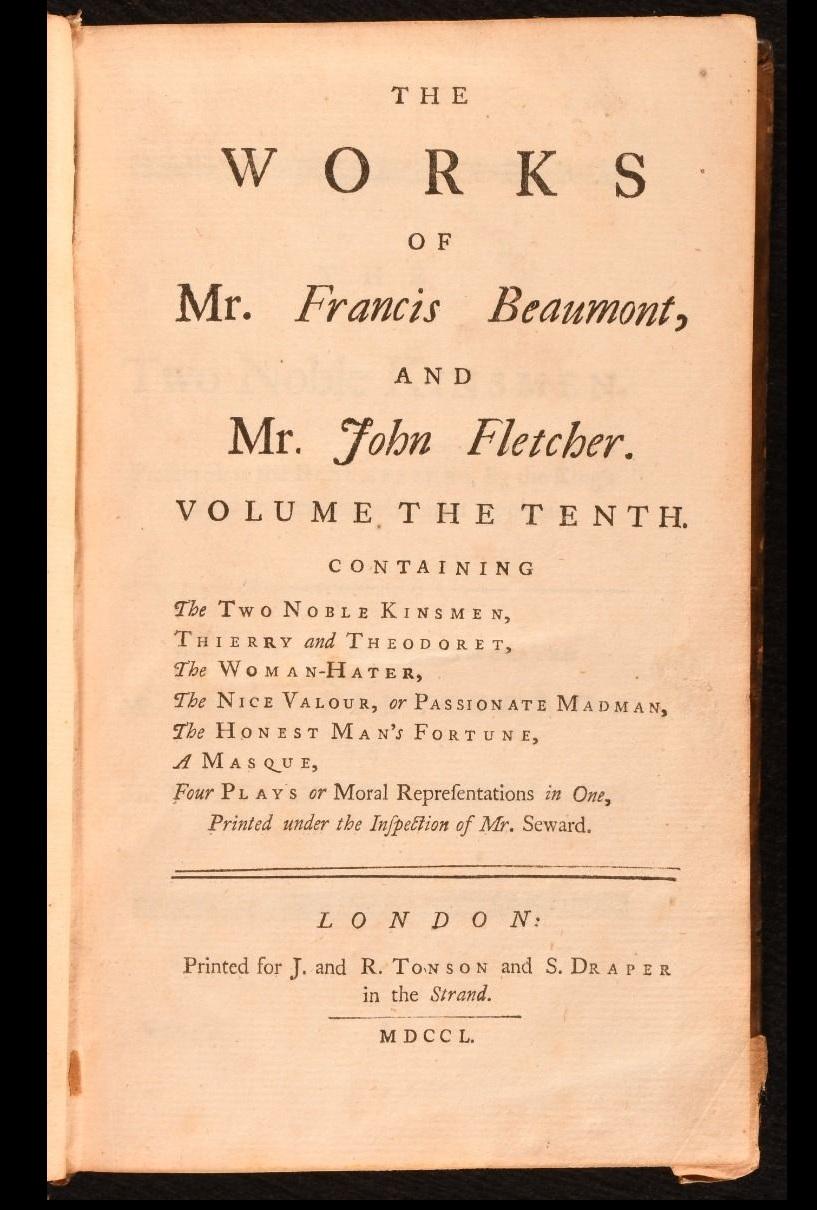 THE
WORKS
OF
Mr. Francis Beaumont,
AND
Mr. John Fletcher.
VOLUME THE TENTH.
CONTAINING
The TWO NOBLE KINSMEN,
THIERRY and THEODORET,
The WOMAN-HATER,
The NICE VALOUR, or PASSIONATE MADMAN,
The HONEST MAN's FORTUNE,
A MASQUE,
Four PLAYS or Moral Repreſentations in One,
Printed under the Inſpection of Mr. Seward.
LONDON:
Printed for J. and R. TONSON and S. DRAPER
in the Strand.
MDCCL.